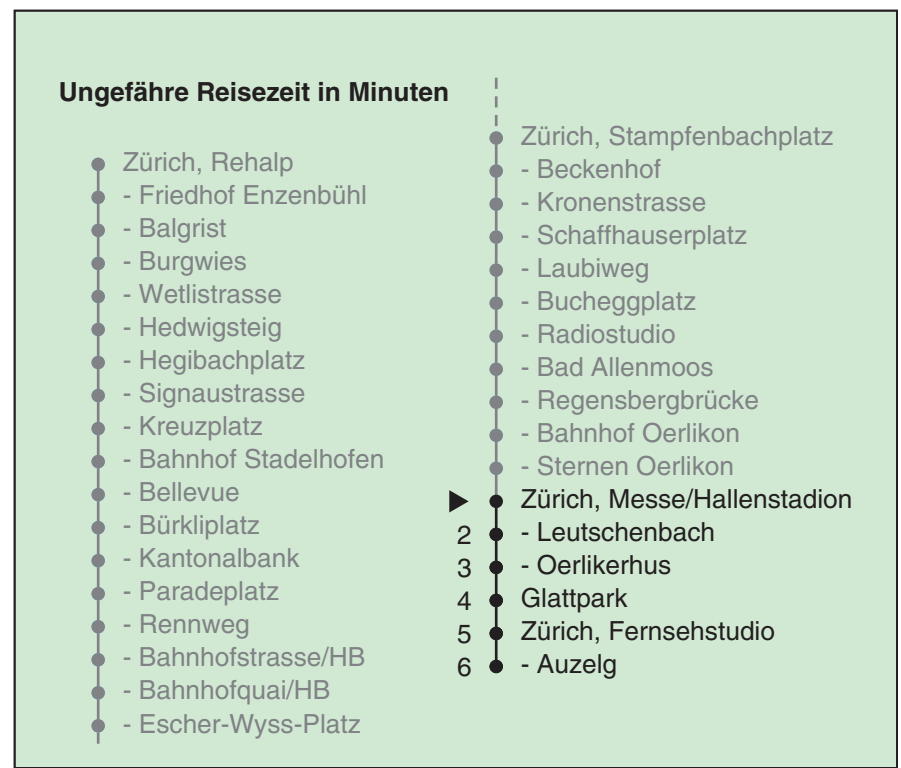 Ungefähre Reisezeit in Minuten
Zürich, Rehalp
- Friedhof Enzenbühl
- Balgrist
- Burgwies
- Wetlistrasse
- Hedwigsteig
- Hegibachplatz
- Signaustrasse
- Kreuzplatz
- Bahnhof Stadelhofen
- Bellevue
- Bürkliplatz
- Kantonalbank
- Paradeplatz
- Rennweg
- Bahnhofstrasse/HB
- Bahnhofquai/HB
- Escher-Wyss-Platz
Zürich, Stampfenbachplatz
- Beckenhof
- Kronenstrasse
- Schaffhauserplatz
- Laubiweg
- Bucheggplatz
- Radiostudio
- Bad Allenmoos
- Regensbergbrücke
- Bahnhof Oerlikon
- Sternen Oerlikon
Zürich, Messe/Hallenstadion
2 - Leutschenbach
3 - Oerlikerhus
4 Glattpark
5 Zürich, Fernsehstudio
6 - Auzelg